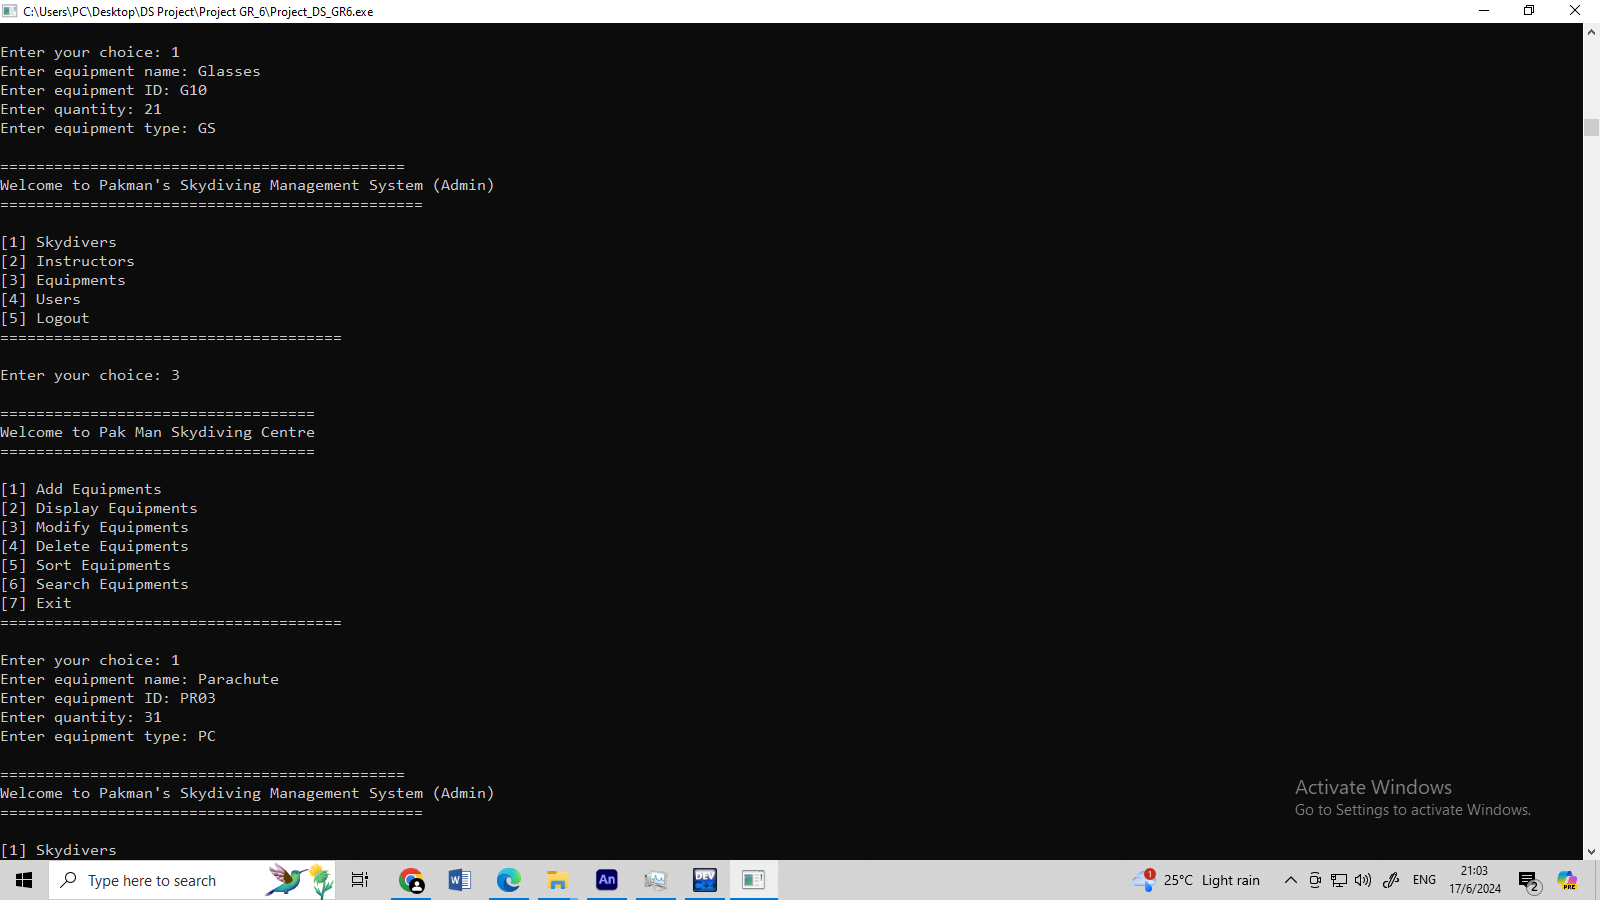 C:\Users\PC\Desktop\DS Project\Project GR_6\Project_DS_GR6.exe
Enter your choice: 1
Enter equipment name: Glasses
Enter equipment ID: G10
Enter quantity: 21
Enter equipment type: GS
=============================================
Welcome to Pakman's Skydiving Management System (Admin)
===============================================
[1] Skydivers
[2] Instructors
[3] Equipments
[4] Users
[5] Logout
======================================
Enter your choice: 3
===================================
Welcome to Pak Man Skydiving Centre
===================================
[1] Add Equipments
[2] Display Equipments
[3] Modify Equipments
[4] Delete Equipments
[5] Sort Equipments
[6] Search Equipments
[7] Exit
======================================
Enter your choice: 1
Enter equipment name: Parachute
Enter equipment ID: PR03
Enter quantity: 31
Enter equipment type: PC
=============================================
Welcome to Pakman's Skydiving Management System (Admin)
===============================================
[1] Skydivers
Activate Windows
Go to Settings to activate Windows.
Type here to search
W
An
DEV
1
25°C Light rain
ENG
21:03
17/6/2024
2
PRE